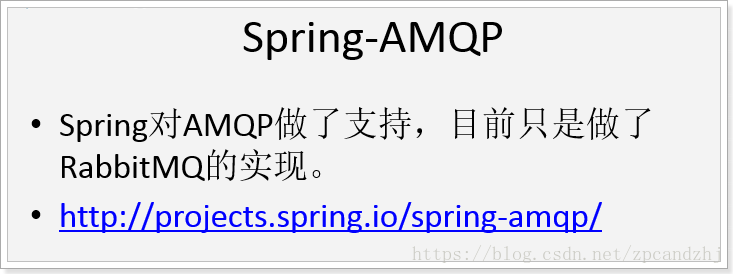 Spring-AMQP
• Spring对AMQP做了支持，目前只是做了
RabbitMQ的实现。
• http://projects.spring.io/spring-amqp/
https://blog.csdn.net/zpcandzhj